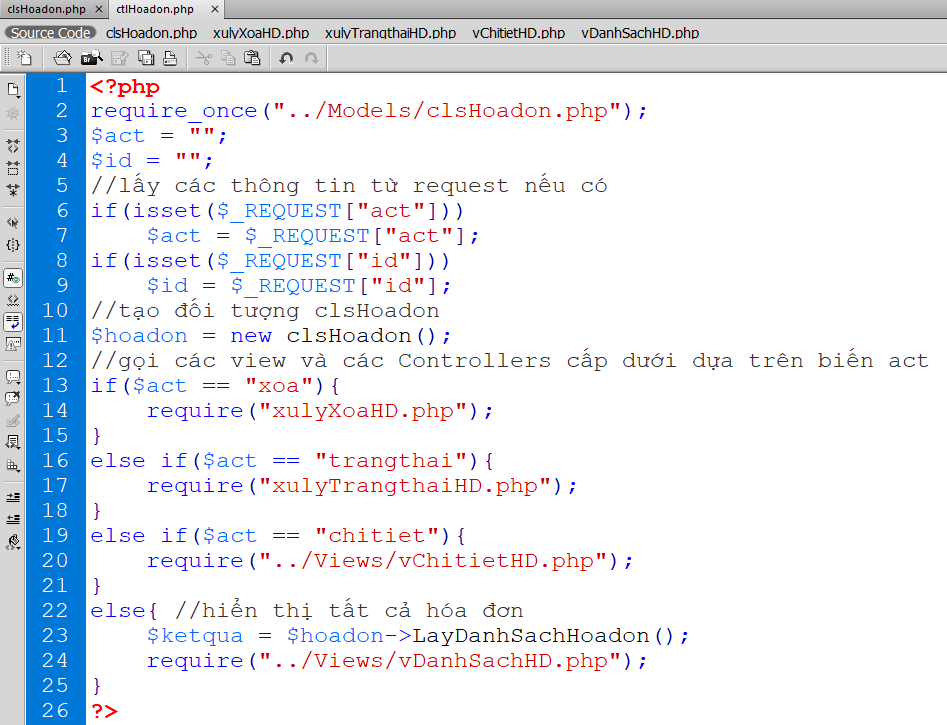 clsHoadon.php × ctlHoadon.php ×
Source Code clsHoadon.php xulyXoaHD.php xulyTrangthaiHD.php vChitietHD.php vDanhSachHD.php
Br
1 <?php
2 require_once("../Models/clsHoadon.php");
3 $act = "";
4 $id = "";
5 //lấy các thông tin từ request nếu có
6 if(isset($_REQUEST["act"]))
7 $act = $_REQUEST["act"];
8 if(isset($_REQUEST["id"]))
9 $id = $_REQUEST["id"];
10 //tạo đối tượng clsHoadon
11 $hoadon = new clsHoadon();
12 //gọi các view và các Controllers cấp dưới dựa trên biến act
13 if($act == "xoa"){
14 require("xulyXoaHD.php");
15 }
16 else if($act == "trangthai"){
17 require("xulyTrangthaiHD.php");
18 }
19 else if($act == "chitiet"){
20 require("../Views/vChitietHD.php");
21 }
22 else{ //hiển thị tất cả hóa đơn
23 $ketqua = $hoadon->LayDanhSachHoadon();
24 require("../Views/vDanhSachHD.php");
25 }
26 ?>